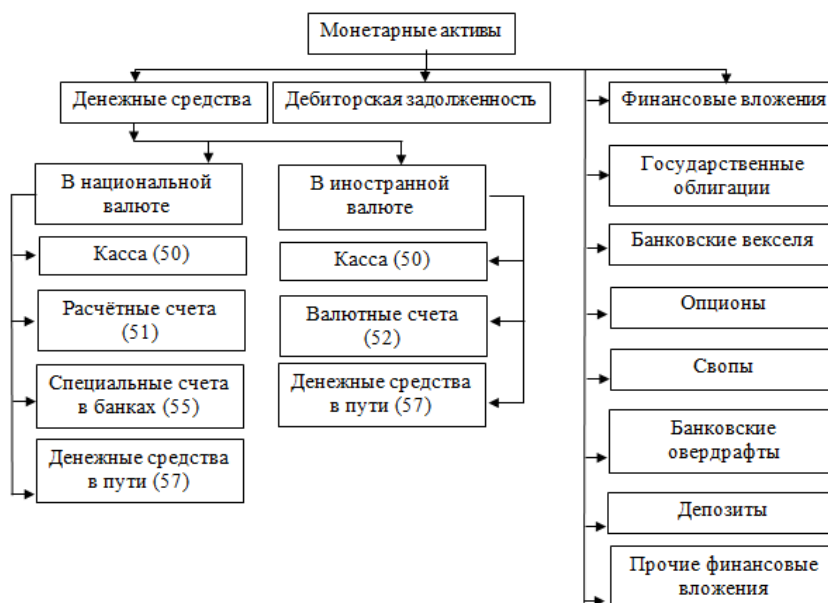 Монетарные активы
Денежные средства
Дебиторская задолженность
Финансовые вложения
В национальной
валюте
Касса (50)
Расчётные счета
(51)
Специальные счета
в банках (55)
Денежные средства
в пути (57)
В иностранной
валюте
Касса (50)
Валютные счета
(52)
Денежные средства
в пути (57)
Государственные
облигации
Банковские векселя
Опционы
Свопы
Банковские
овердрафты
Депозиты
Прочие финансовые
вложения